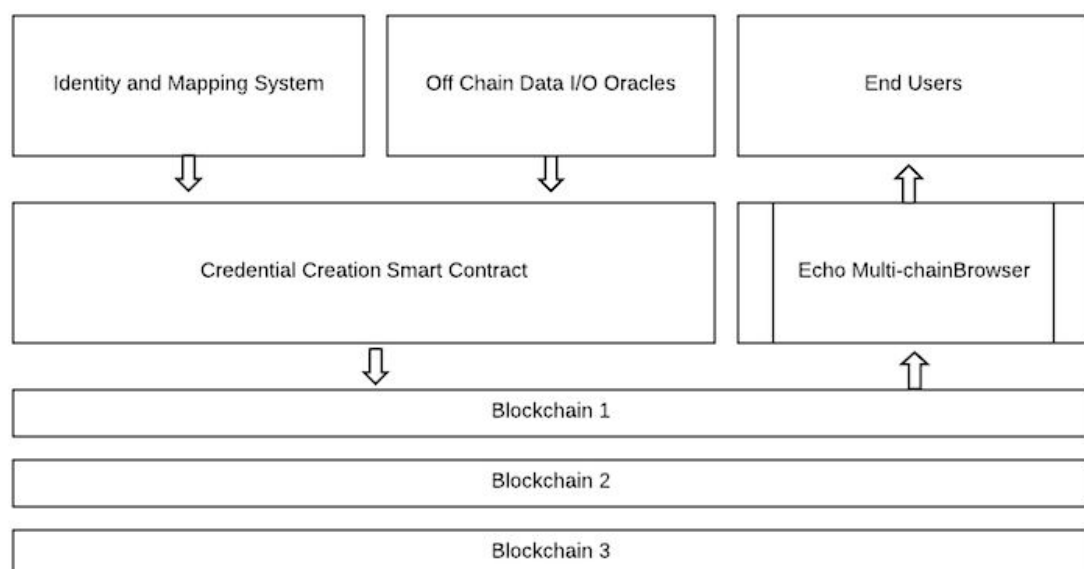 Identity and Mapping System
Off Chain Data I/O Oracles
End Users
Credential Creation Smart Contract
Echo Multi-chainBrowser
Blockchain 1
Blockchain 2
Blockchain 3